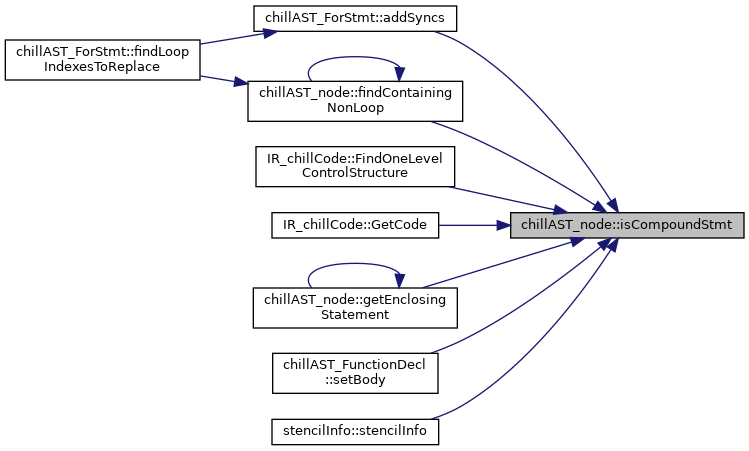 chillAST_ForStmt::addSyncs
chillAST_ForStmt::findLoop
IndexesToReplace
chillAST_node::findContaining
NonLoop
IR_chillCode::FindOneLevel
ControlStructure
IR_chillCode::GetCode
chillAST_node::isCompoundStmt
chillAST_node::getEnclosing
Statement
chillAST_FunctionDecl
::setBody
stencilInfo::stencilInfo